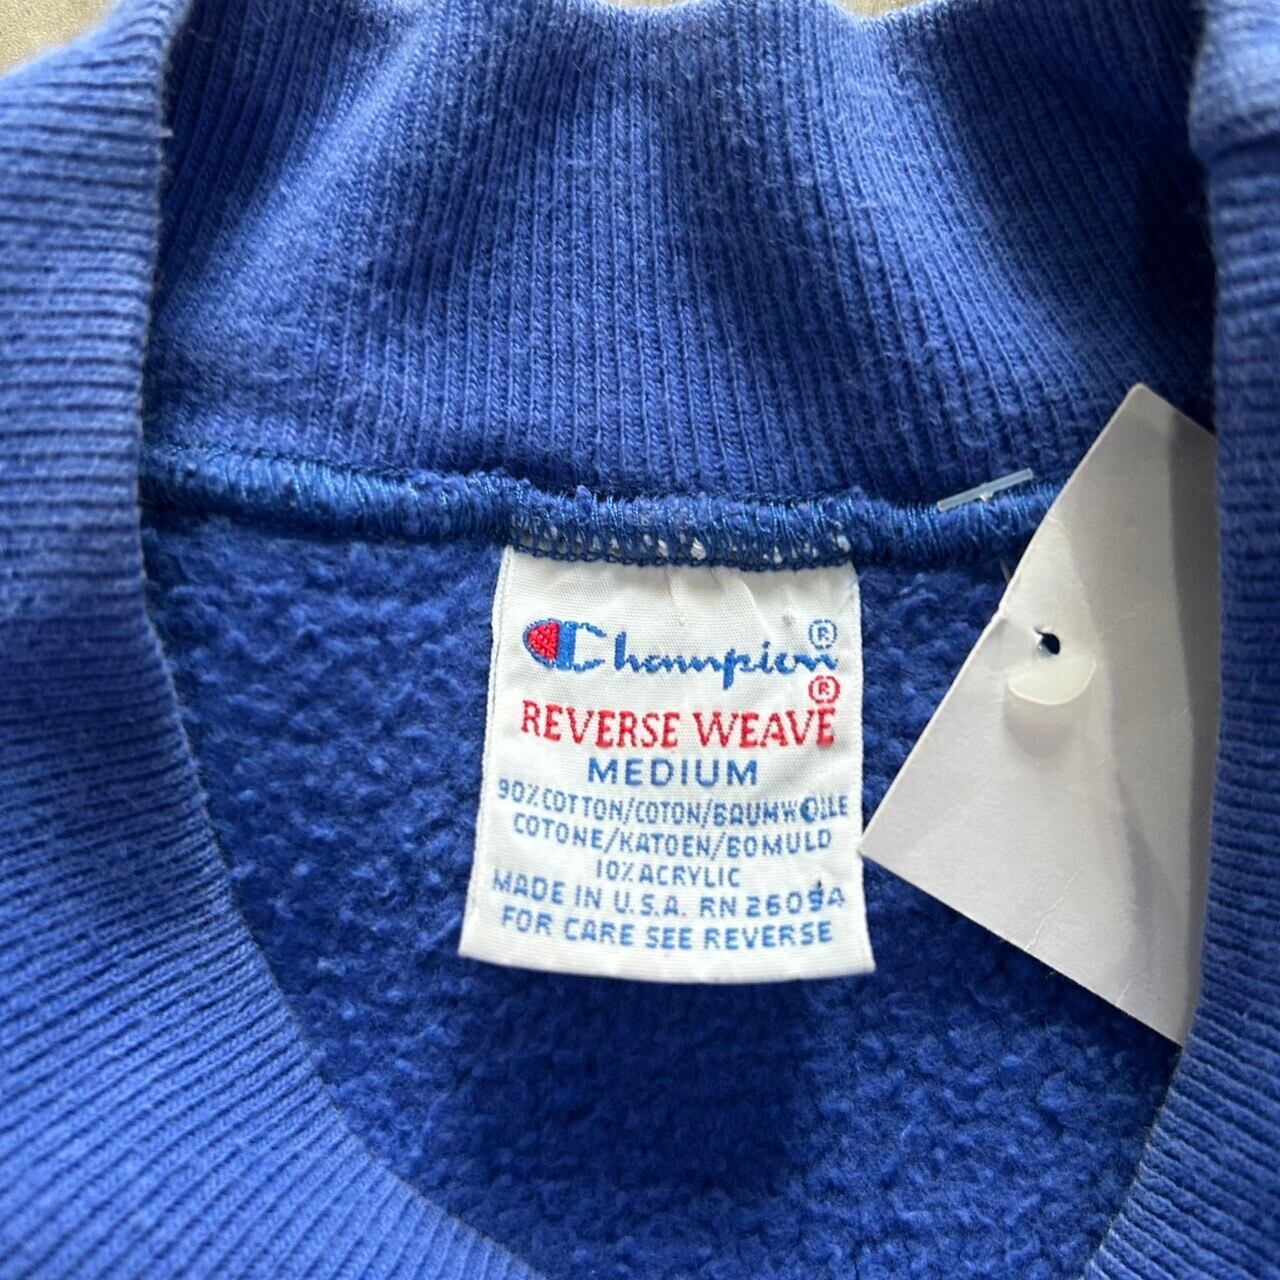 Champion®
REVERSE WEAVE®
MEDIUM
90% COTTON/COTON/BAUMWOLLE
COTONE/KATOEN/BOMULD
10% ACRYLIC
MADE IN U.S.A. RN 26094
FOR CARE SEE REVERSE